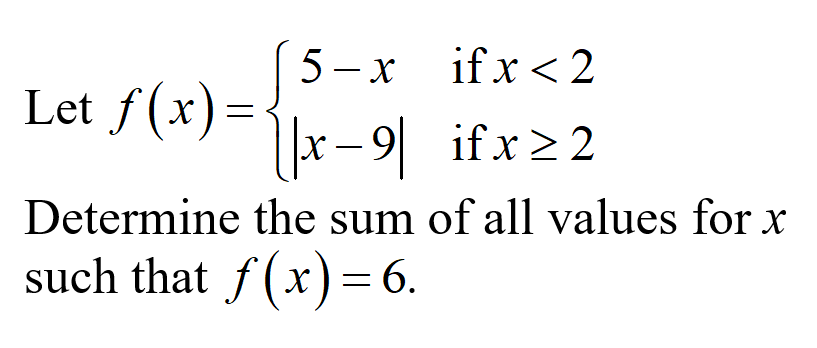 Let f(x) = { 5 − x if x < 2
|x − 9| if x ≥ 2
Determine the sum of all values for x
such that f(x) = 6.